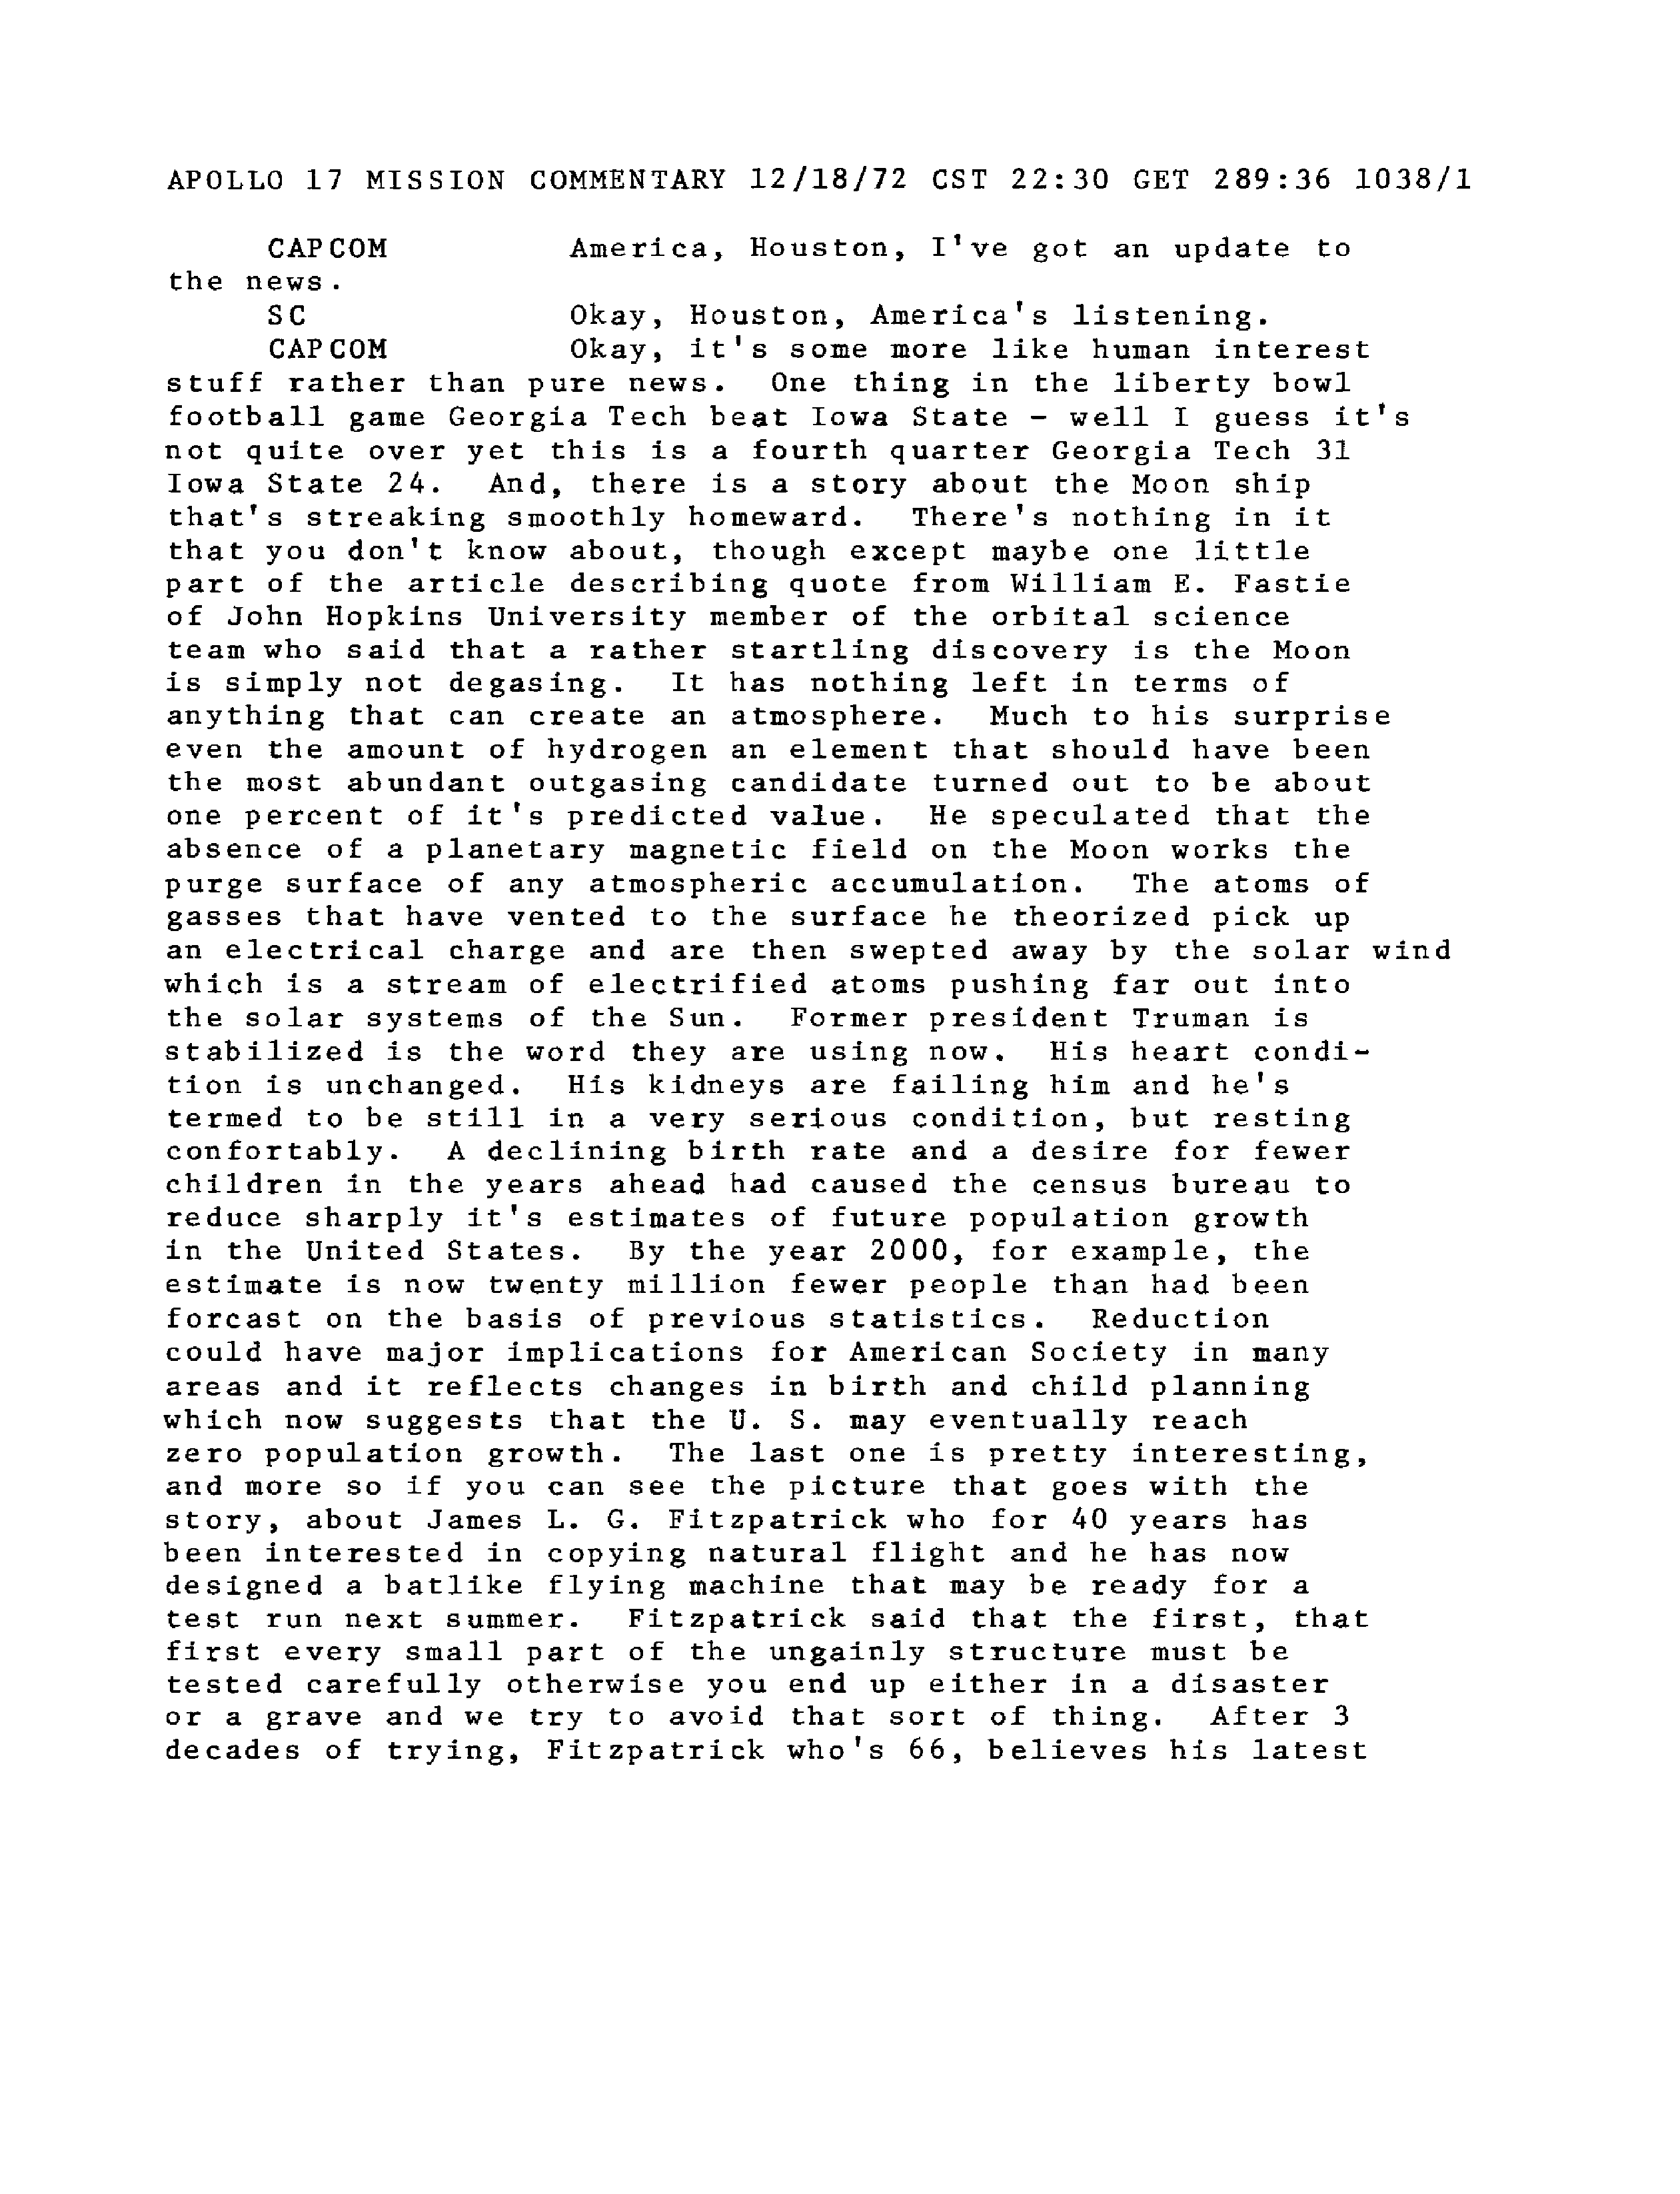 APOLLO 17 MISSION COMMENTARY 12/18/72 CST 22:30 GET 289:36 1038/1
CAPCOM America, Houston, I've got an update to
the news.
SC Okay, Houston, America's listening.
CAPCOM Okay, it's some more like human interest
stuff rather than pure news. One thing in the liberty bowl
football game Georgia Tech beat Iowa State - well I guess it's
not quite over yet this is a fourth quarter Georgia Tech 31
Iowa State 24. And, there is a story about the Moon ship
that's streaking smoothly homeward. There's nothing in it
that you don't know about, though except maybe one little
part of the article describing quote from William E. Fastie
of John Hopkins University member of the orbital science
team who said that a rather startling discovery is the Moon
is simply not degasing. It has nothing left in terms of
anything that can create an atmosphere. Much to his surprise
even the amount of hydrogen an element that should have been
the most abundant outgasing candidate turned out to be about
one percent of it's predicted value. He speculated that the
absence of a planetary magnetic field on the Moon works the
purge surface of any atmospheric accumulation. The atoms of
gasses that have vented to the surface he theorized pick up
an electrical charge and are then swepted away by the solar wind
which is a stream of electrified atoms pushing far out into
the solar systems of the Sun. Former president Truman is
stabilized is the word they are using now. His heart condi-
tion is unchanged. His kidneys are failing him and he's
termed to be still in a very serious condition, but resting
confortably. A declining birth rate and a desire for fewer
children in the years ahead had caused the census bureau to
reduce sharply it's estimates of future population growth
in the United States. By the year 2000, for example, the
estimate is now twenty million fewer people than had been
forcast on the basis of previous statistics. Reduction
could have major implications for American Society in many
areas and it reflects changes in birth and child planning
which now suggests that the U. S. may eventually reach
zero population growth. The last one is pretty interesting,
and more so if you can see the picture that goes with the
story, about James L. G. Fitzpatrick who for 40 years has
been interested in copying natural flight and he has now
designed a batlike flying machine that may be ready for a
test run next summer. Fitzpatrick said that the first, that
first every small part of the ungainly structure must be
tested carefully otherwise you end up either in a disaster
or a grave and we try to avoid that sort of thing. After 3
decades of trying, Fitzpatrick who's 66, believes his latest